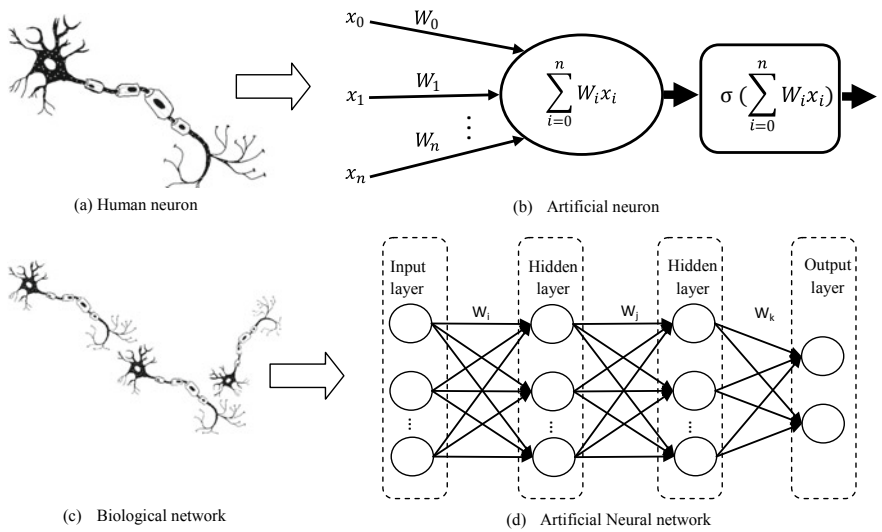 x₀ W₀
x₁ W₁
⋮
xₙ Wₙ
n
∑ Wᵢxᵢ
i=0
n
σ (∑ Wᵢxᵢ)
i=0
(a) Human neuron
(b) Artificial neuron
Input layer
Hidden layer
Hidden layer
Output layer
Wᵢ
Wⱼ
Wₖ
...
...
...
(c) Biological network
(d) Artificial Neural network